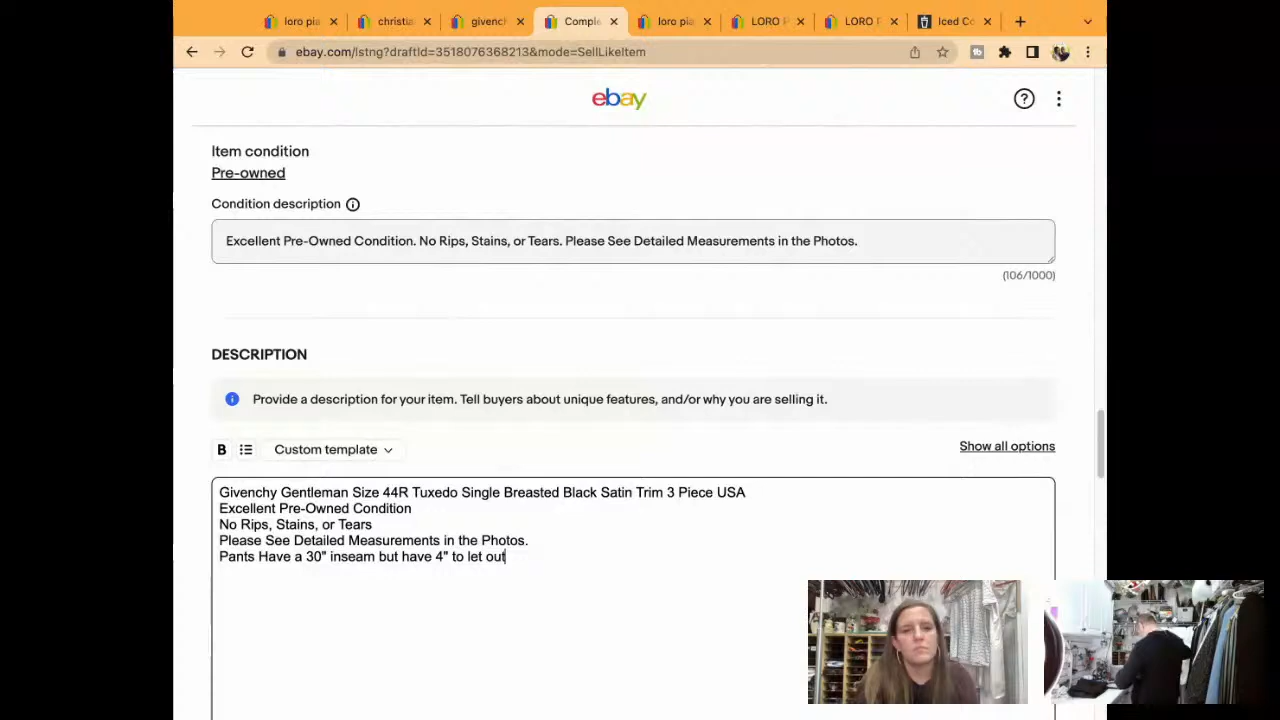 loro pia
christia
givench
Comple
loro pia
LORO P
LORO P
Iced Co
ebay.com/lstng?draftId=3518076368213&mode=SellLikeItem
ebay
Item condition
Pre-owned
Condition description
Excellent Pre-Owned Condition. No Rips, Stains, or Tears. Please See Detailed Measurements in the Photos.
(106/1000)
DESCRIPTION
Provide a description for your item. Tell buyers about unique features, and/or why you are selling it.
B
Custom template
Show all options
Givenchy Gentleman Size 44R Tuxedo Single Breasted Black Satin Trim 3 Piece USA
Excellent Pre-Owned Condition
No Rips, Stains, or Tears
Please See Detailed Measurements in the Photos.
Pants Have a 30" inseam but have 4" to let out